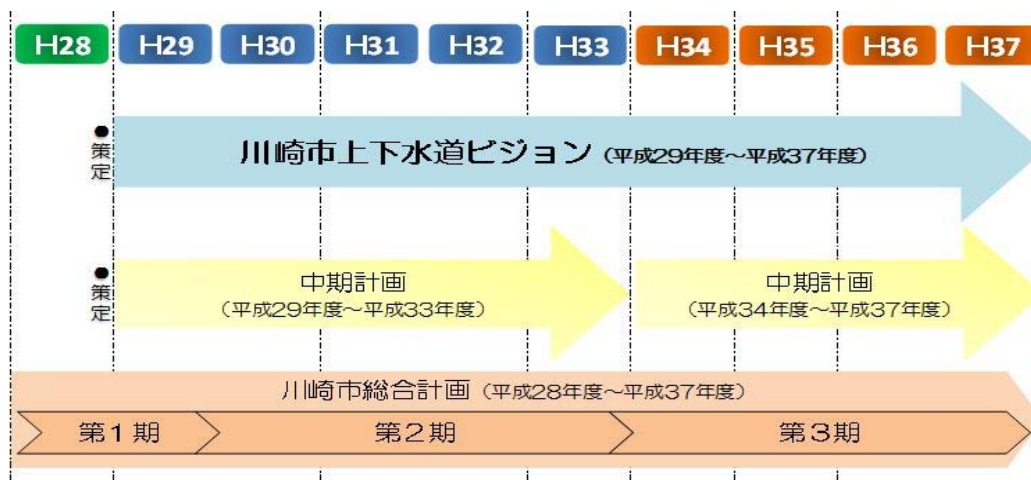 H28 H29 H30 H31 H32 H33 H34 H35 H36 H37
●策定
川崎市上下水道ビジョン（平成29年度～平成37年度）
●策定
中期計画
（平成29年度～平成33年度）
中期計画
（平成34年度～平成37年度）
川崎市総合計画（平成28年度～平成37年度）
第1期 第2期 第3期